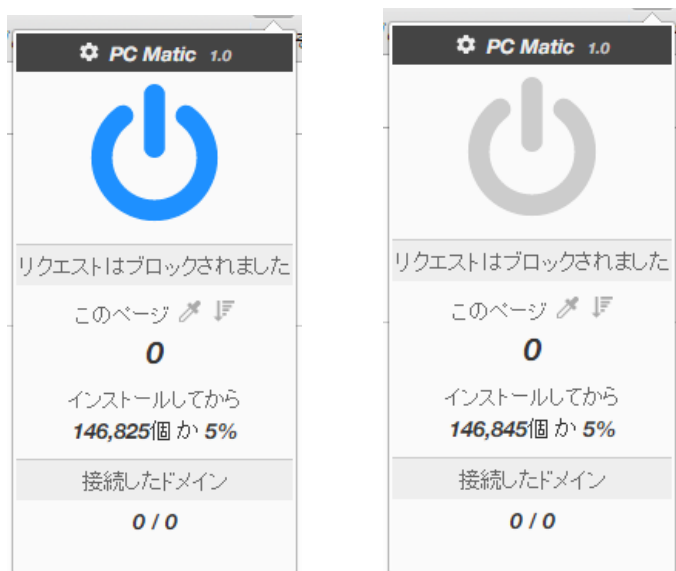 PC Matic 1.0
リクエストはブロックされました
このページ
0
インストールしてから
146,825個 か 5%
接続したドメイン
0 / 0
PC Matic 1.0
リクエストはブロックされました
このページ
0
インストールしてから
146,845個 か 5%
接続したドメイン
0 / 0